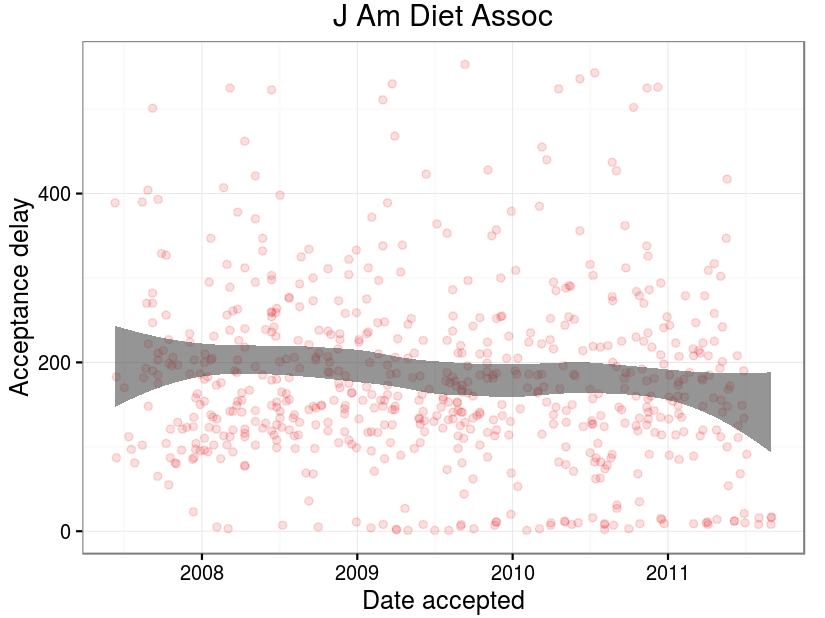 J Am Diet Assoc
Acceptance delay
400
200
0
2008 2009 2010 2011
Date accepted